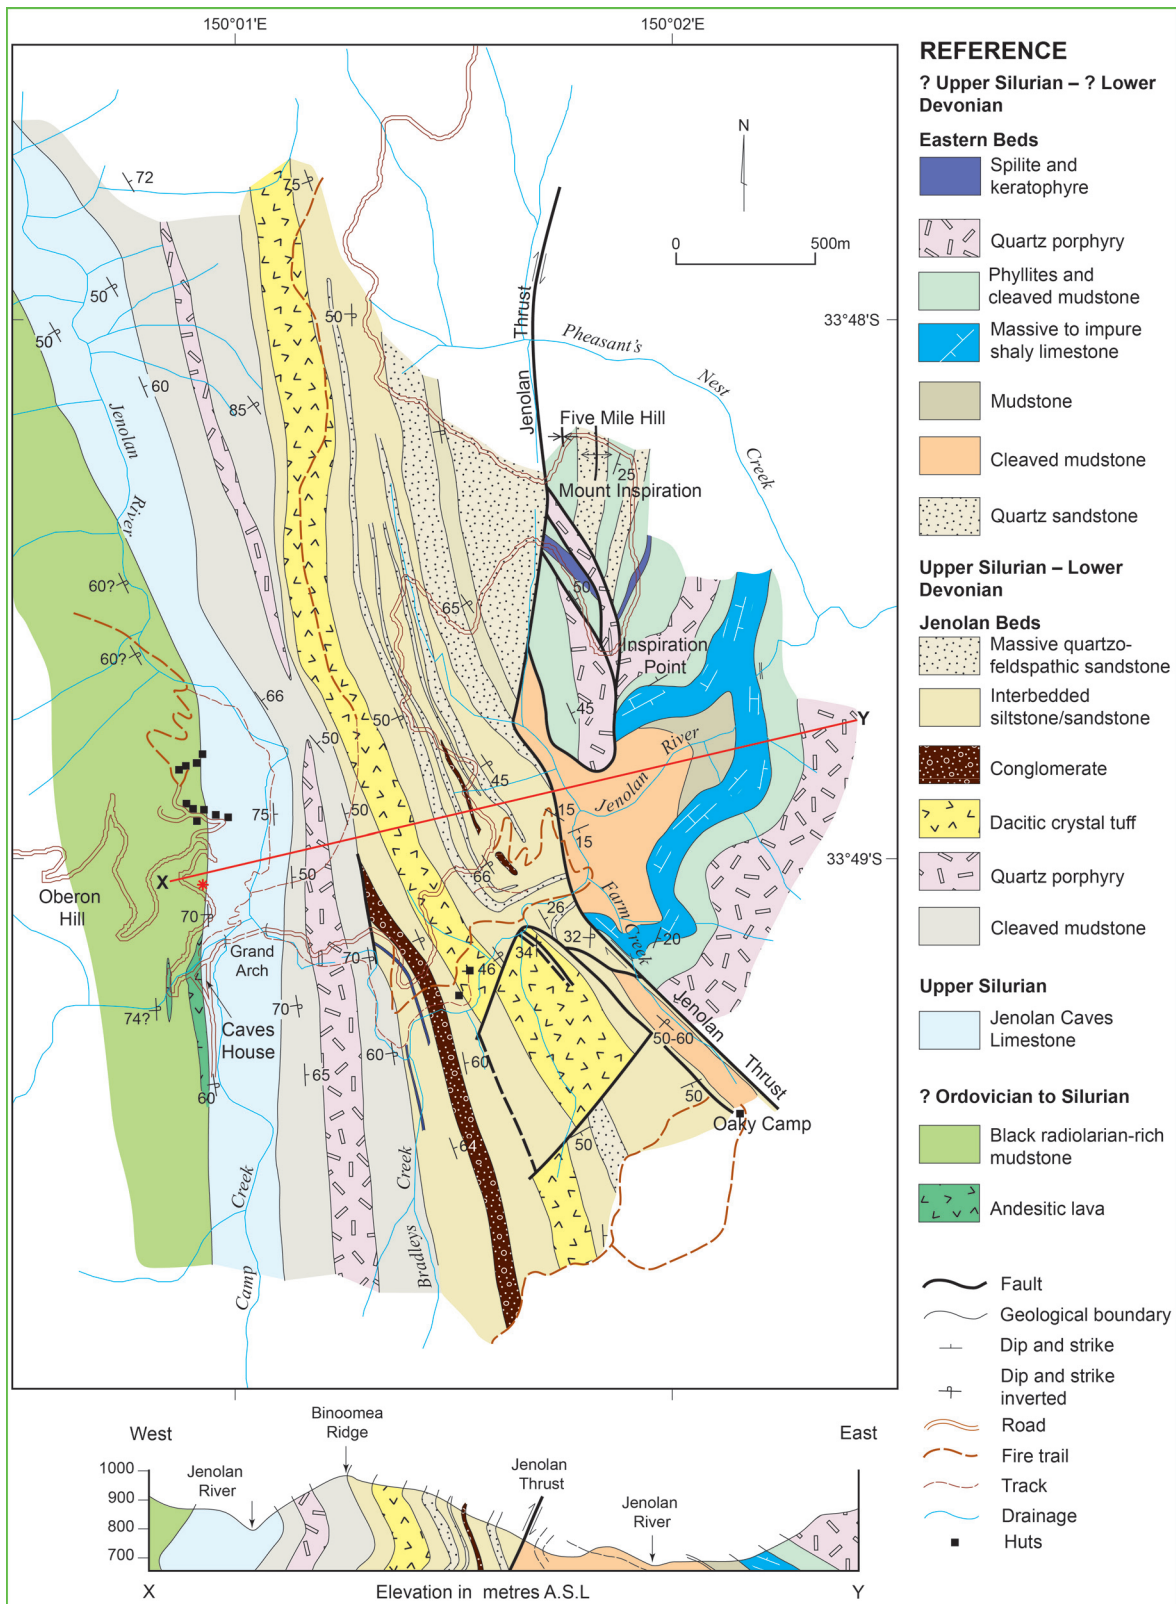 150°01'E
150°02'E
72
75
N
0
500m
50
50
50
Thrust
Jenolan
33°48'S
Pheasant's
Nest
Creek
60
85
Jenolan
River
Five Mile Hill
25
Mount Inspiration
60?
50
65
60?
Inspiration
Point
66
50
45
Y
50
River
Jenolan
45
75
50
15
15
33°49'S
X
50
66
Oberon
Hill
70
Farm Creek
26
Grand
Arch
70
34
32
20
46
74?
Caves
House
70
Jenolan
Thrust
50-60
60
60
65
60
50
Oaky Camp
64
50
Creek
Creek
Camp
Bradleys
REFERENCE
? Upper Silurian – ? Lower
Devonian
Eastern Beds
Spilite and
keratophyre
Quartz porphyry
Phyllites and
cleaved mudstone
Massive to impure
shaly limestone
Mudstone
Cleaved mudstone
Quartz sandstone
Upper Silurian – Lower
Devonian
Jenolan Beds
Massive quartzo-
feldspathic sandstone
Interbedded
siltstone/sandstone
Conglomerate
Dacitic crystal tuff
Quartz porphyry
Cleaved mudstone
Upper Silurian
Jenolan Caves
Limestone
? Ordovician to Silurian
Black radiolarian-rich
mudstone
Andesitic lava
Fault
Geological boundary
Dip and strike
Dip and strike
inverted
Road
Fire trail
Track
Drainage
Huts
West
Binoomea
Ridge
East
1000
900
800
700
Jenolan
River
Jenolan
Thrust
Jenolan
River
X
Elevation in metres A.S.L
Y